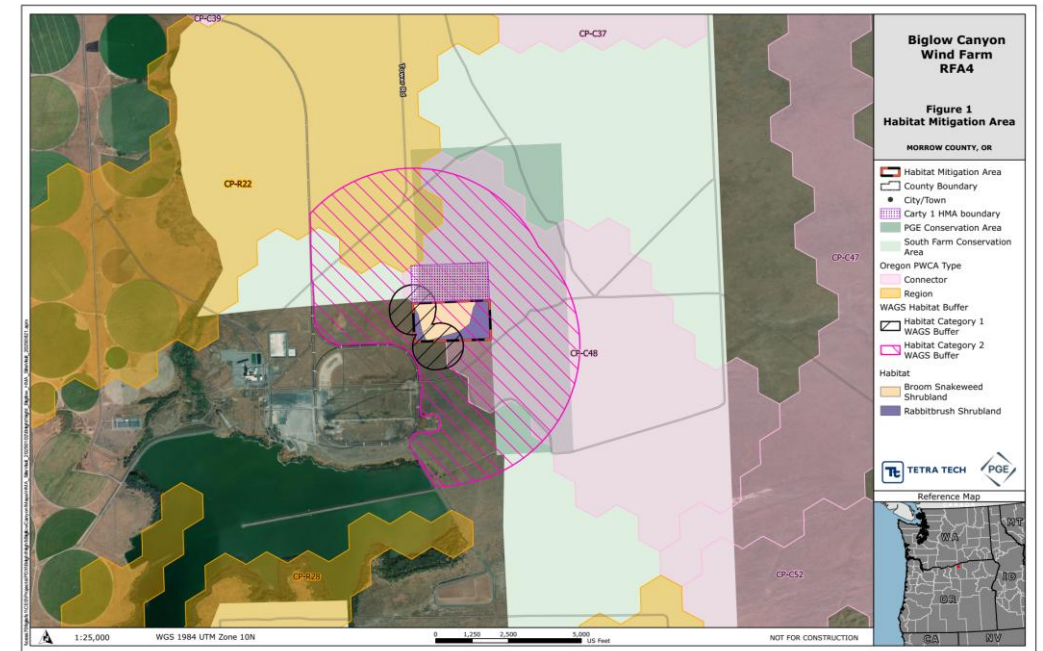 CP-C39
CP-C37
Tower Rd
CP-R22
CP-C47
CP-C48
CP-R28
CP-C52
Biglow Canyon
Wind Farm
RFA4
Figure 1
Habitat Mitigation Area
MORROW COUNTY, OR
Habitat Mitigation Area
County Boundary
City/Town
Carty 1 HMA boundary
PGE Conservation Area
South Farm Conservation
Area
Oregon PWCA Type
Connector
Region
WAGS Habitat Buffer
Habitat Category 1
WAGS Buffer
Habitat Category 2
WAGS Buffer
Habitat
Broom Snakeweed
Shrubland
Rabbitbrush Shrubland
Tt TETRA TECH
PGE
Reference Map
WA
MT
OR
ID
CA
NV
1:25,000
WGS 1984 UTM Zone 10N
0 1,250 2,500 5,000
US Feet
NOT FOR CONSTRUCTION